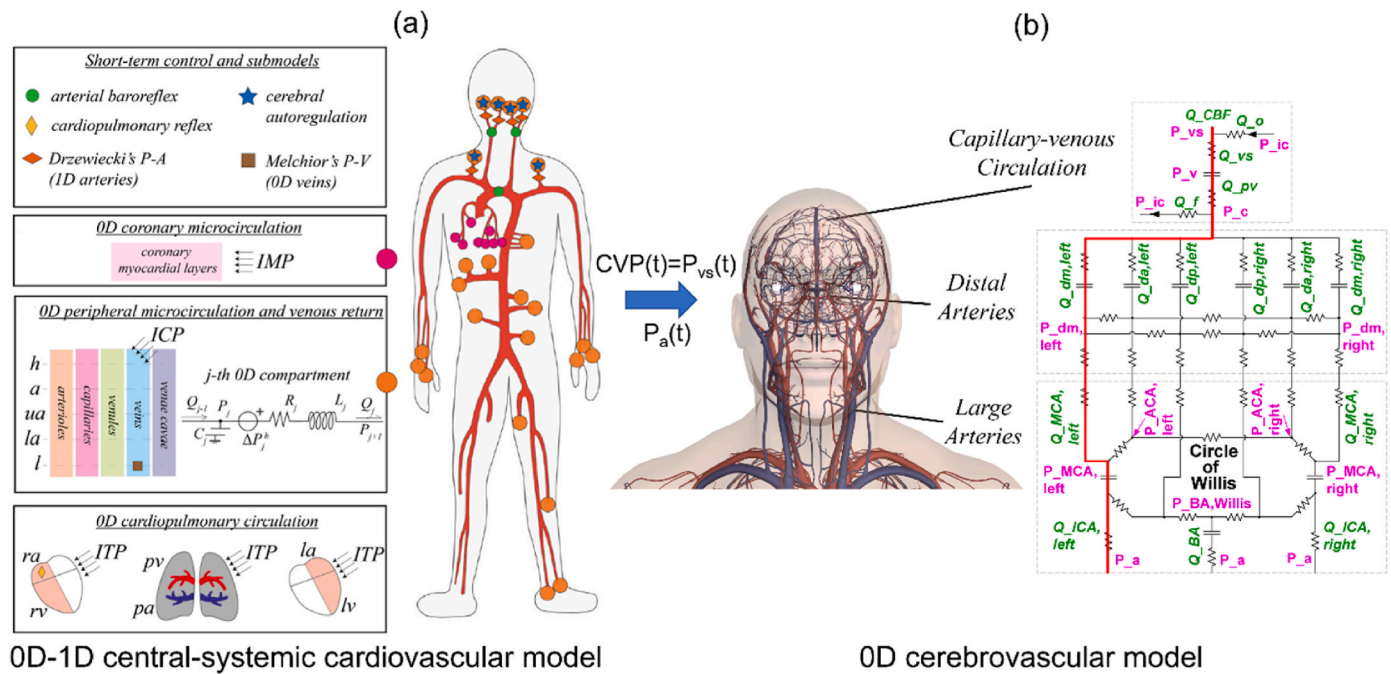 (a)
(b)
Short-term control and submodels
arterial baroreflex
cardiopulmonary reflex
Drzewiecki's P-A
(1D arteries)
cerebral
autoregulation
Melchior's P-V
(0D veins)
0D coronary microcirculation
coronary
myocardial layers
IMP
0D peripheral microcirculation and venous return
ICP
h
a
ua
la
l
arterioles
capillaries
venules
veins
venae cavae
j-th 0D compartment
Q_{j-1}
P_j
R_j
L_j
Q_j
C_j
ΔP_j^h
P_{j+1}
0D cardiopulmonary circulation
ra
ITP
rv
pv
ITP
pa
la
ITP
lv
0D-1D central-systemic cardiovascular model
CVP(t)=P_{vs}(t)
P_a(t)
Capillary-venous
Circulation
Distal
Arteries
Large
Arteries
Q_CBF
P_vs
Q_o
P_ic
Q_vs
P_v
Q_pv
P_ic
Q_f
P_c
Q_dm,left
Q_da,left
Q_dp,left
Q_dp,right
Q_da,right
Q_dm,right
P_dm,
left
P_dm,
right
Q_MCA,
left
P_ACA,
left
P_ACA,
right
Q_MCA,
right
Circle
of
Willis
P_MCA,
left
P_MCA,
right
P_BA,Willis
Q_ICA,
left
Q_BA
Q_ICA,
right
P_a
P_a
P_a
0D cerebrovascular model